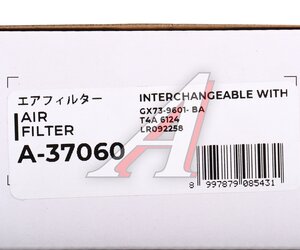 エアフィルター
AIR
FILTER
A-37060
INTERCHANGEABLE WITH
GX73-9601- BA
T4A 6124
LR092258
8 997879 085431